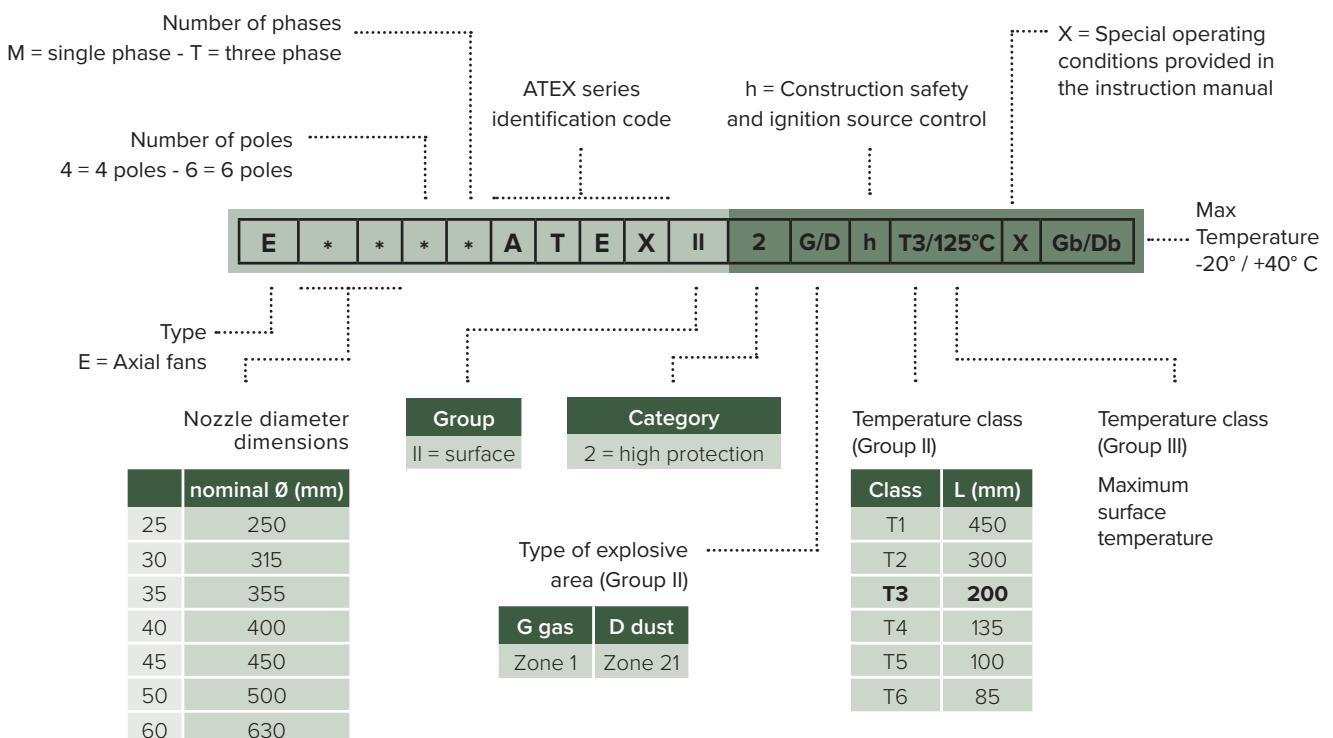 Number of phases
M = single phase - T = three phase
X = Special operating
conditions provided in
the instruction manual
ATEX series
identification code
h = Construction safety
and ignition source control
Number of poles
4 = 4 poles - 6 = 6 poles
E * * * * A T E X II 2 G/D h T3/125°C X Gb/Db
Max
Temperature
-20° / +40° C
Type
E = Axial fans
Nozzle diameter
dimensions
nominal Ø (mm)
25 250
30 315
35 355
40 400
45 450
50 500
60 630
Group
II = surface
Category
2 = high protection
Type of explosive
area (Group II)
G gas D dust
Zone 1 Zone 21
Temperature class
(Group II)
Class L (mm)
T1 450
T2 300
T3 200
T4 135
T5 100
T6 85
Temperature class
(Group III)
Maximum
surface
temperature